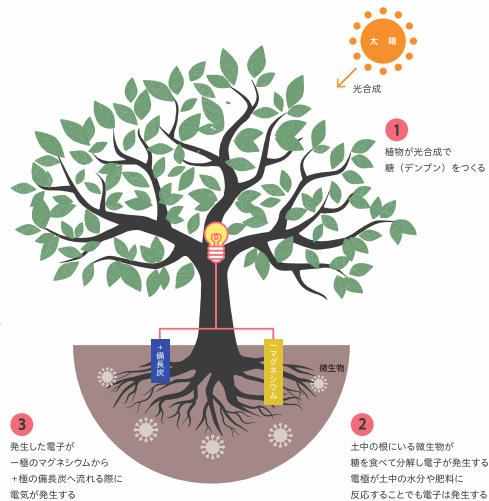 太 陽
光合成
1
植物が光合成で
糖（デンプン）をつくる
+備長炭
ーマグネシウム
微生物
3
発生した電子が
ー極のマグネシウムから
＋極の備長炭へ流れる際に
電気が発生する
2
土中の根にいる微生物が
糖を食べて分解し電子が発生する
電極が土中の水分や肥料に
反応することでも電子は発生する